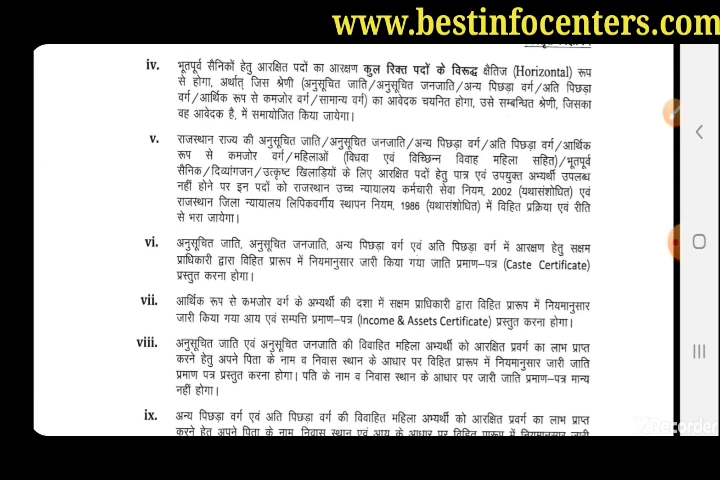 www.bestinfocenters.com
iv. भूतपूर्व सैनिकों हेतु आरक्षित पदों का आरक्षण कुल रिक्त पदों के विरूद्ध क्षैतिज (Horizontal) रूप
से होगा, अर्थात् जिस श्रेणी (अनुसूचित जाति/अनुसूचित जनजाति/अन्य पिछड़ा वर्ग/अति पिछड़ा
वर्ग/आर्थिक रूप से कमजोर वर्ग/सामान्य वर्ग) का आवेदक चयनित होगा, उसे सम्बन्धित श्रेणी, जिसका
वह आवेदक है, में समायोजित किया जायेगा।
v. राजस्थान राज्य की अनुसूचित जाति/अनुसूचित जनजाति/अन्य पिछड़ा वर्ग/अति पिछड़ा वर्ग/आर्थिक
रूप से कमजोर वर्ग/महिलाओं (विधवा एवं विच्छिन्न विवाह महिला सहित)/भूतपूर्व
सैनिक/दिव्यांगजन/उत्कृष्ट खिलाड़ियों के लिए आरक्षित पदों हेतु पात्र एवं उपयुक्त अभ्यर्थी उपलब्ध
नहीं होने पर इन पदों को राजस्थान उच्च न्यायालय कर्मचारी सेवा नियम, 2002 (यथासंशोधित) एवं
राजस्थान जिला न्यायालय लिपिकवर्गीय स्थापन नियम, 1986 (यथासंशोधित) में विहित प्रक्रिया एवं रीति
से भरा जायेगा।
vi. अनुसूचित जाति, अनुसूचित जनजाति, अन्य पिछड़ा वर्ग एवं अति पिछड़ा वर्ग में आरक्षण हेतु सक्षम
प्राधिकारी द्वारा विहित प्रारूप में नियमानुसार जारी किया गया जाति प्रमाण–पत्र (Caste Certificate)
प्रस्तुत करना होगा।
vii. आर्थिक रूप से कमजोर वर्ग के अभ्यर्थी की दशा में सक्षम प्राधिकारी द्वारा विहित प्रारूप में नियमानुसार
जारी किया गया आय एवं सम्पत्ति प्रमाण–पत्र (Income & Assets Certificate) प्रस्तुत करना होगा।
viii. अनुसूचित जाति एवं अनुसूचित जनजाति की विवाहित महिला अभ्यर्थी को आरक्षित प्रवर्ग का लाभ प्राप्त
करने हेतु अपने पिता के नाम व निवास स्थान के आधार पर विहित प्रारूप में नियमानुसार जारी जाति
प्रमाण पत्र प्रस्तुत करना होगा। पति के नाम व निवास स्थान के आधार पर जारी जाति प्रमाण–पत्र मान्य
नहीं होगा।
ix. अन्य पिछड़ा वर्ग एवं अति पिछड़ा वर्ग की विवाहित महिला अभ्यर्थी को आरक्षित प्रवर्ग का लाभ प्राप्त
करने हेतु अपने पिता के नाम, निवास स्थान एवं आय के आधार पर विहित प्रारूप में नियमानुसार जारी